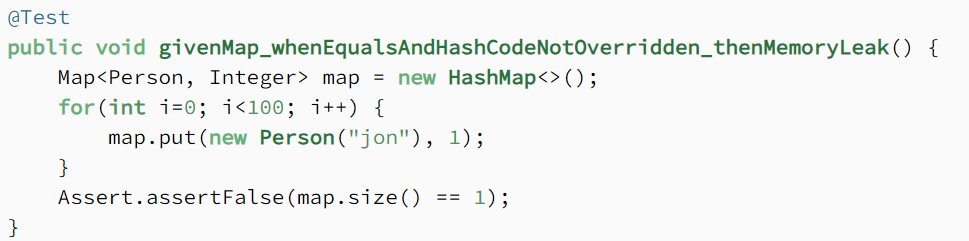 @Test
public void givenMap_whenEqualsAndHashCodeNotOverridden_thenMemoryLeak() {
    Map<Person, Integer> map = new HashMap<>();
    for(int i=0; i<100; i++) {
        map.put(new Person("jon"), 1);
    }
    Assert.assertFalse(map.size() == 1);
}